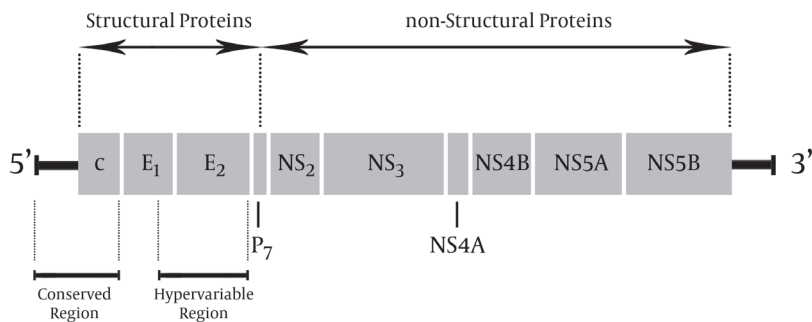 Structural Proteins
non-Structural Proteins
5’
c
E₁
E₂
NS₂
NS₃
NS4B
NS5A
NS5B
3’
P₇
NS4A
Conserved
Region
Hypervariable
Region